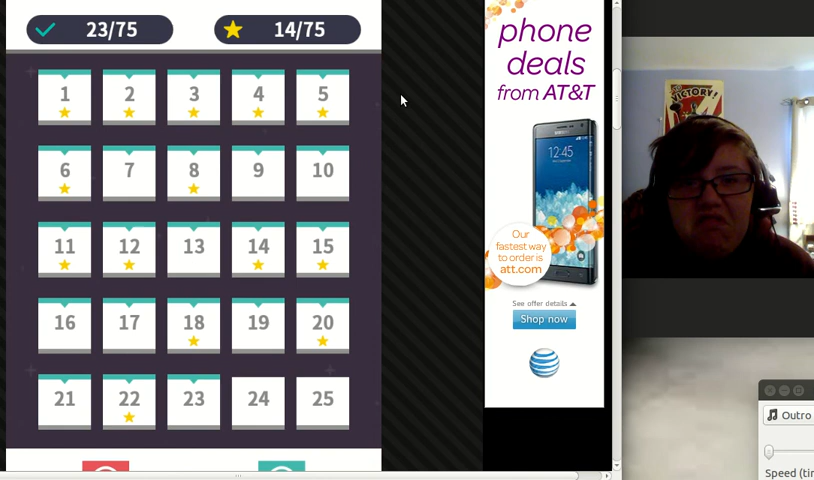 23/75
14/75
1 2 3 4 5
6 7 8 9 10
11 12 13 14 15
16 17 18 19 20
21 22 23 24 25
phone
deals
from AT&T
SAMSUNG
12:45
Our
fastest way
to order is
att.com
See offer details
Shop now
VICTORY!
Outro
Speed (tir